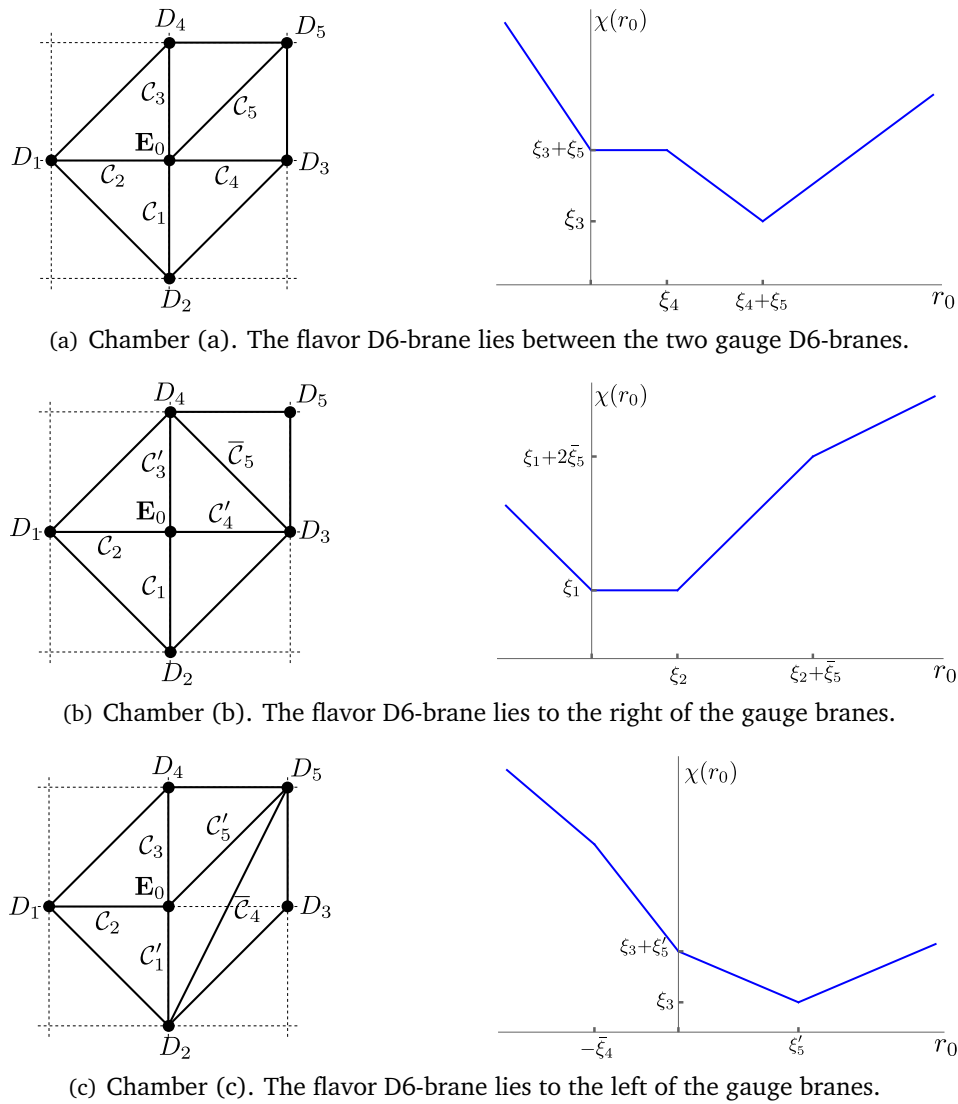 D₄ D₅
𝒞₃
𝒞₅
D₁ E₀ D₃
𝒞₂ 𝒞₄
𝒞₁
D₂
χ(r₀)
ξ₃+ξ₅
ξ₃
ξ₄ ξ₄+ξ₅ r₀
(a) Chamber (a). The flavor D6-brane lies between the two gauge D6-branes.
D₄ D₅
𝒞′₃ 𝒞̅₅
E₀ 𝒞′₄
D₁ D₃
𝒞₂
𝒞₁
D₂
χ(r₀)
ξ₁+2ξ̄₅
ξ₁
ξ₂ ξ₂+ξ̄₅ r₀
(b) Chamber (b). The flavor D6-brane lies to the right of the gauge branes.
D₄ D₅
𝒞₃ 𝒞′₅
E₀
D₁ 𝒞̅₄ D₃
𝒞₂
𝒞′₁
D₂
χ(r₀)
ξ₃+ξ′₅
ξ₃
−ξ̄₄ ξ′₅ r₀
(c) Chamber (c). The flavor D6-brane lies to the left of the gauge branes.